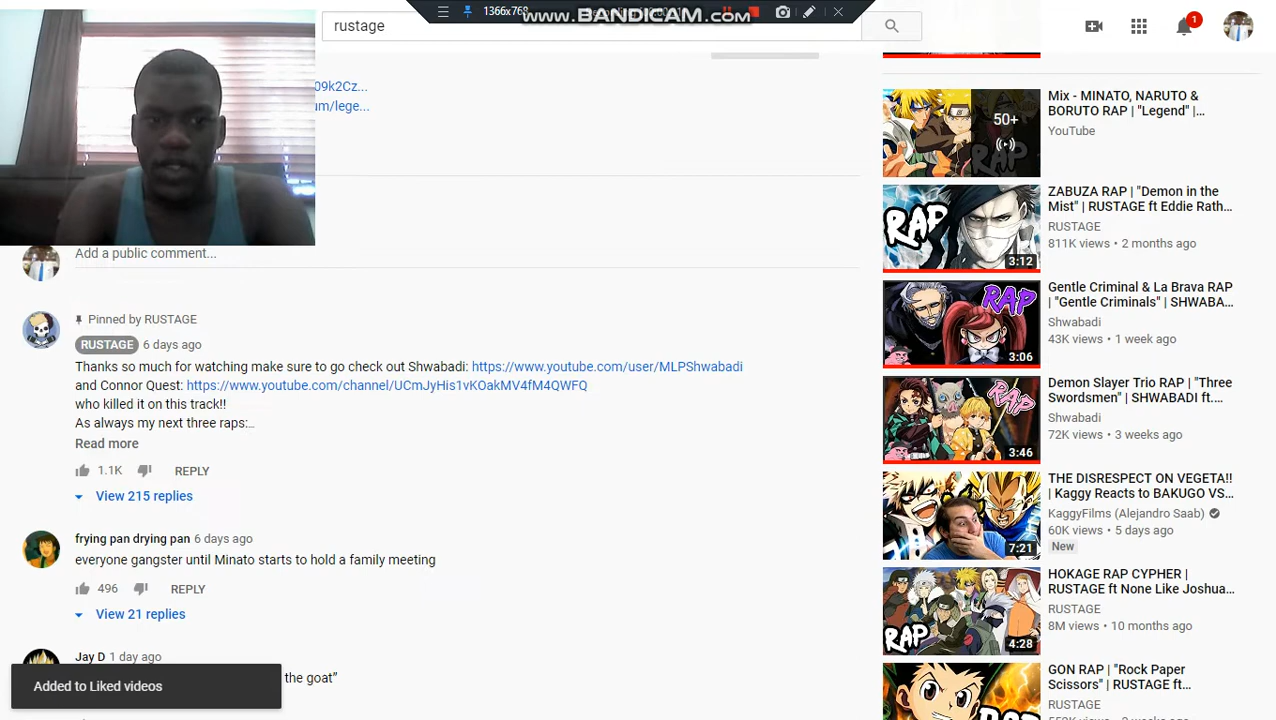 1366x768
www.BANDICAM.com
rustage
1
09k2Cz...
um/lege...
Add a public comment...
Pinned by RUSTAGE
RUSTAGE 6 days ago
Thanks so much for watching make sure to go check out Shwabadi: https://www.youtube.com/user/MLPShwabadi
and Connor Quest: https://www.youtube.com/channel/UCmJyHis1vKOakMV4fM4QWFQ
who killed it on this track!!
As always my next three raps:...
Read more
1.1K REPLY
View 215 replies
frying pan drying pan 6 days ago
everyone gangster until Minato starts to hold a family meeting
496 REPLY
View 21 replies
Jay D 1 day ago
the goat”
Added to Liked videos
50+
RAP
Mix - MINATO, NARUTO &
BORUTO RAP | "Legend" |...
YouTube
RAP
3:12
ZABUZA RAP | "Demon in the
Mist" | RUSTAGE ft Eddie Rath...
RUSTAGE
811K views • 2 months ago
RAP
3:06
Gentle Criminal & La Brava RAP
| "Gentle Criminals" | SHWABA...
Shwabadi
43K views • 1 week ago
RAP
3:46
Demon Slayer Trio RAP | "Three
Swordsmen" | SHWABADI ft....
Shwabadi
72K views • 3 weeks ago
7:21
THE DISRESPECT ON VEGETA!!
| Kaggy Reacts to BAKUGO VS...
KaggyFilms (Alejandro Saab)
60K views • 5 days ago
New
RAP
4:28
HOKAGE RAP CYPHER |
RUSTAGE ft None Like Joshua...
RUSTAGE
8M views • 10 months ago
GON RAP | "Rock Paper
Scissors" | RUSTAGE ft...
RUSTAGE